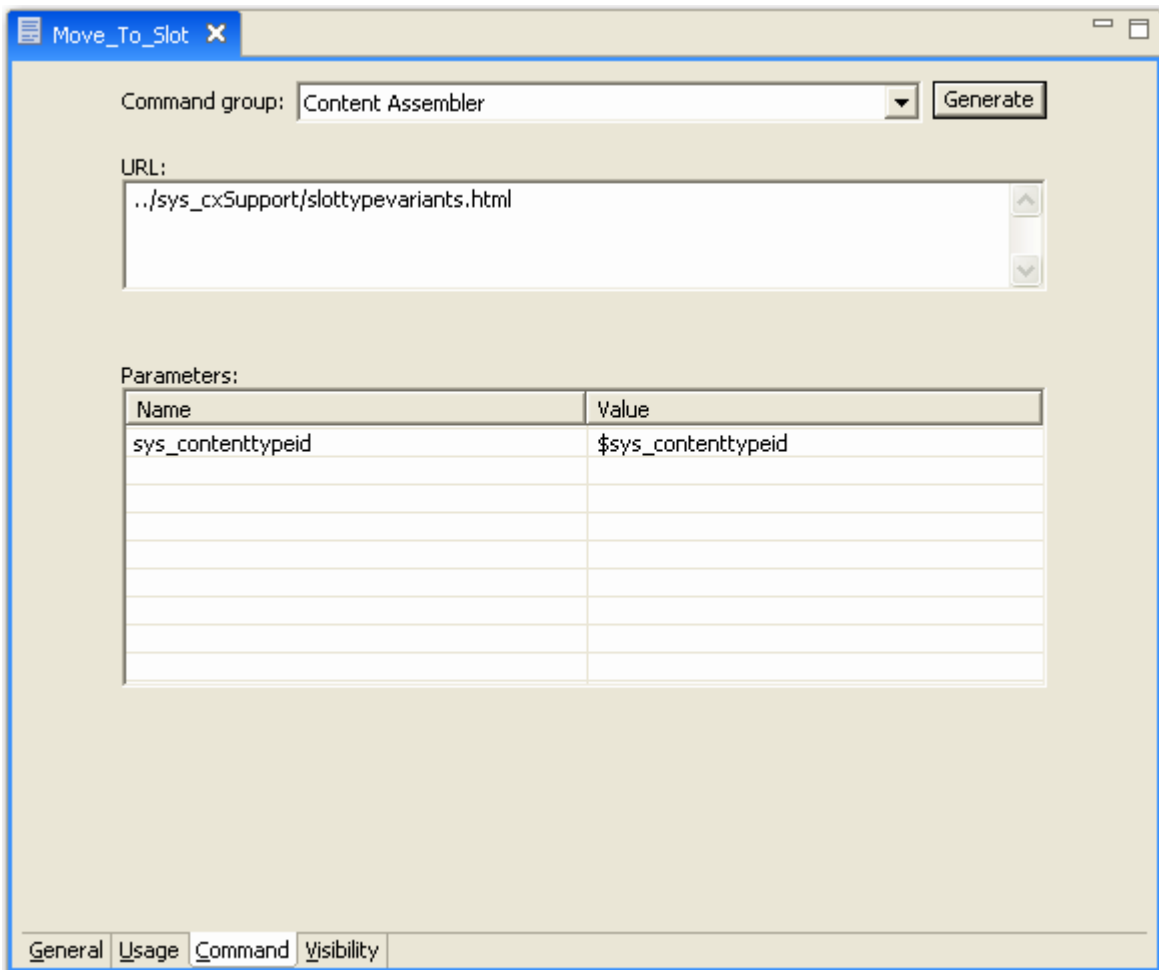 Move_To_Slot
Command group: Content Assembler Generate
URL:
../sys_cxSupport/slottypevariants.html
Parameters:
Name Value
sys_contenttypeid $sys_contenttypeid
General Usage Command Visibility